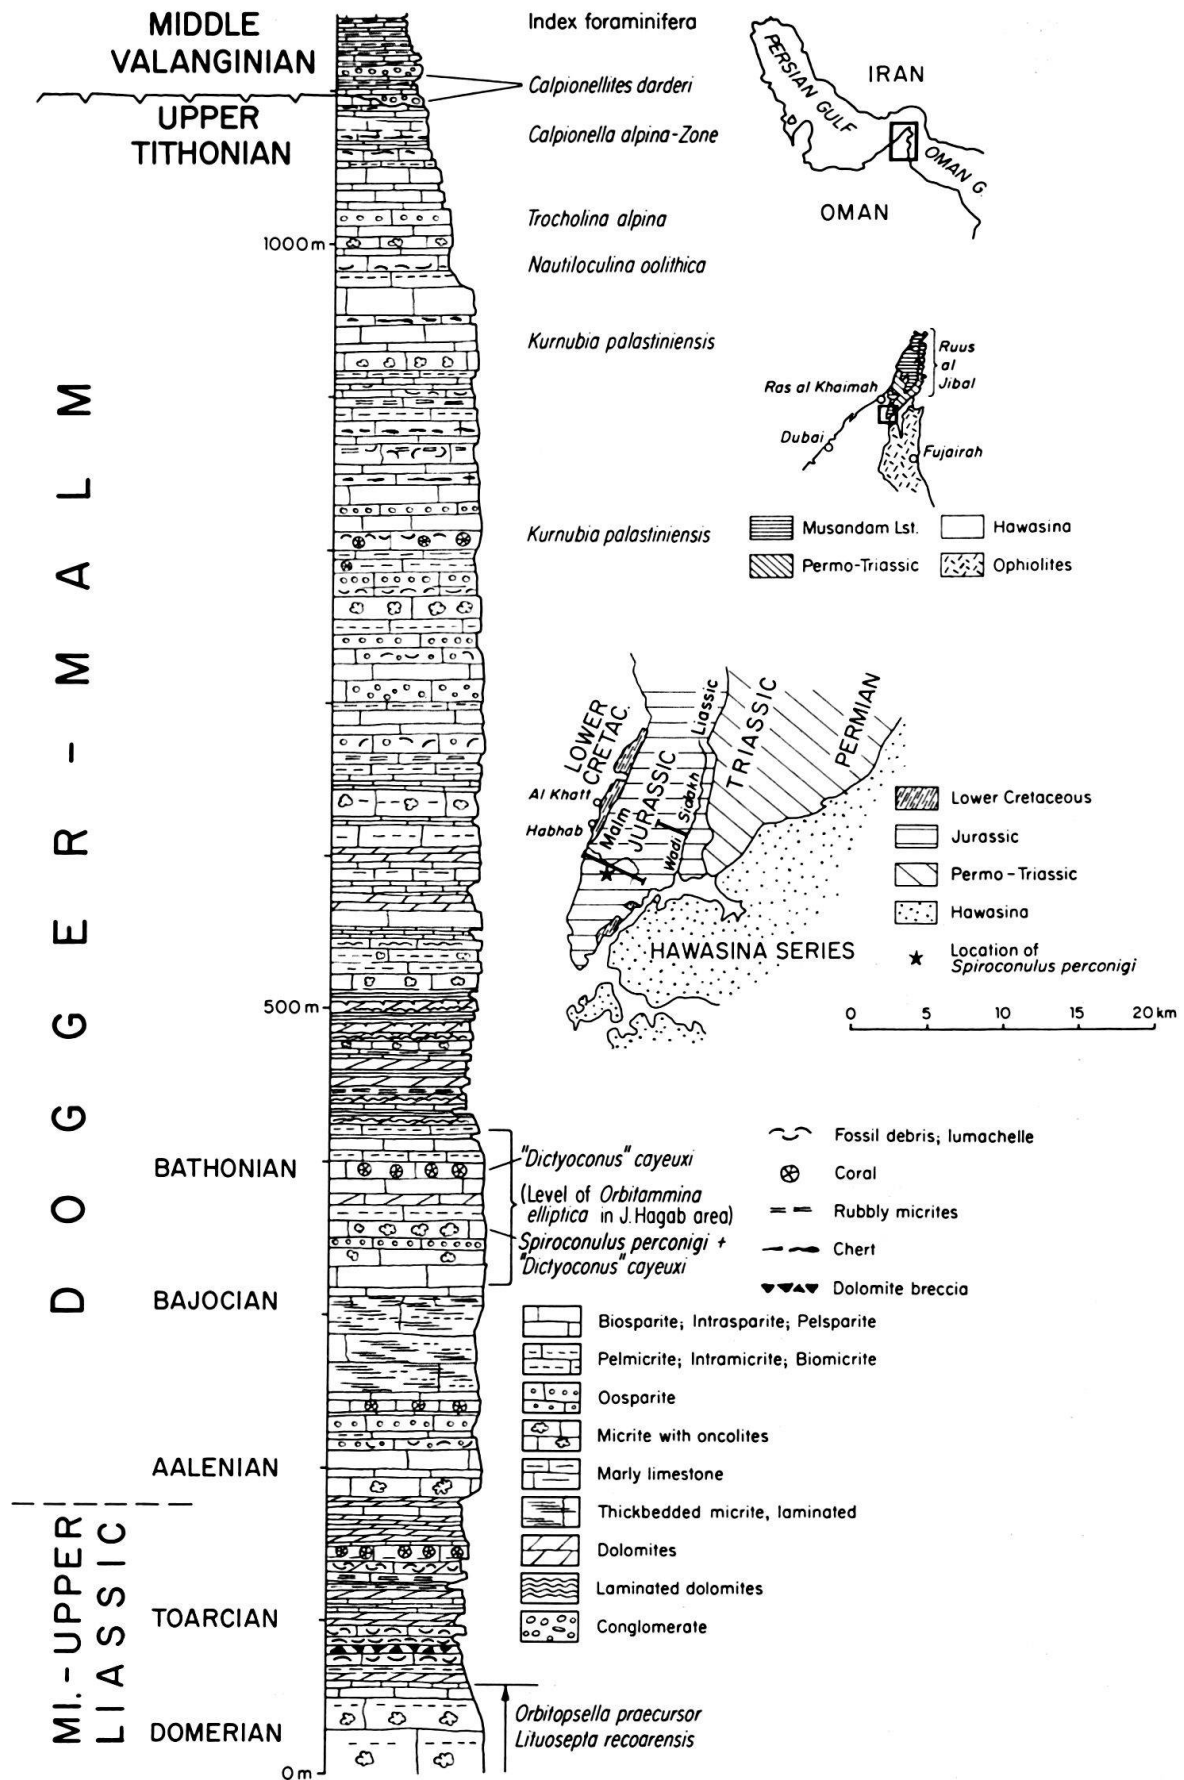 MIDDLE
VALANGINIAN
UPPER
TITHONIAN
DOGGER-MALM
1000m
500m
BATHONIAN
BAJOCIAN
AALENIAN
MI.-UPPER
LIASSIC
TOARCIAN
DOMERIAN
0m
Index foraminifera
Calpionellites darderi
Calpionella alpina-Zone
Trocholina alpina
Nautiloculina oolithica
Kurnubia palastiniensis
Kurnubia palastiniensis
"Dictyoconus" cayeuxi
(Level of Orbitammina
elliptica in J. Hagab area)
Spiroconulus perconigi +
"Dictyoconus" cayeuxi
Orbitopsella praecursor
Lituosepta recoarensis
PERSIAN GULF
IRAN
OMAN G.
OMAN
Ruus
al
Jibal
Ras al Khaimah
Dubai
Fujairah
Musandam Lst.
Hawasina
Permo-Triassic
Ophiolites
LOWER
CRETAC.
Al Khatt
Habhab
Malm
JURASSIC
Wadi Sidakh
Liassic
TRIASSIC
PERMIAN
HAWASINA SERIES
Lower Cretaceous
Jurassic
Permo-Triassic
Hawasina
Location of
Spiroconulus perconigi
0 5 10 15 20 km
Fossil debris; lumachelle
Coral
Rubbly micrites
Chert
Dolomite breccia
Biosparite; Intrasparite; Pelsparite
Pelmicrite; Intramicrite; Biomicrite
Oosparite
Micrite with oncolites
Marly limestone
Thickbedded micrite, laminated
Dolomites
Laminated dolomites
Conglomerate